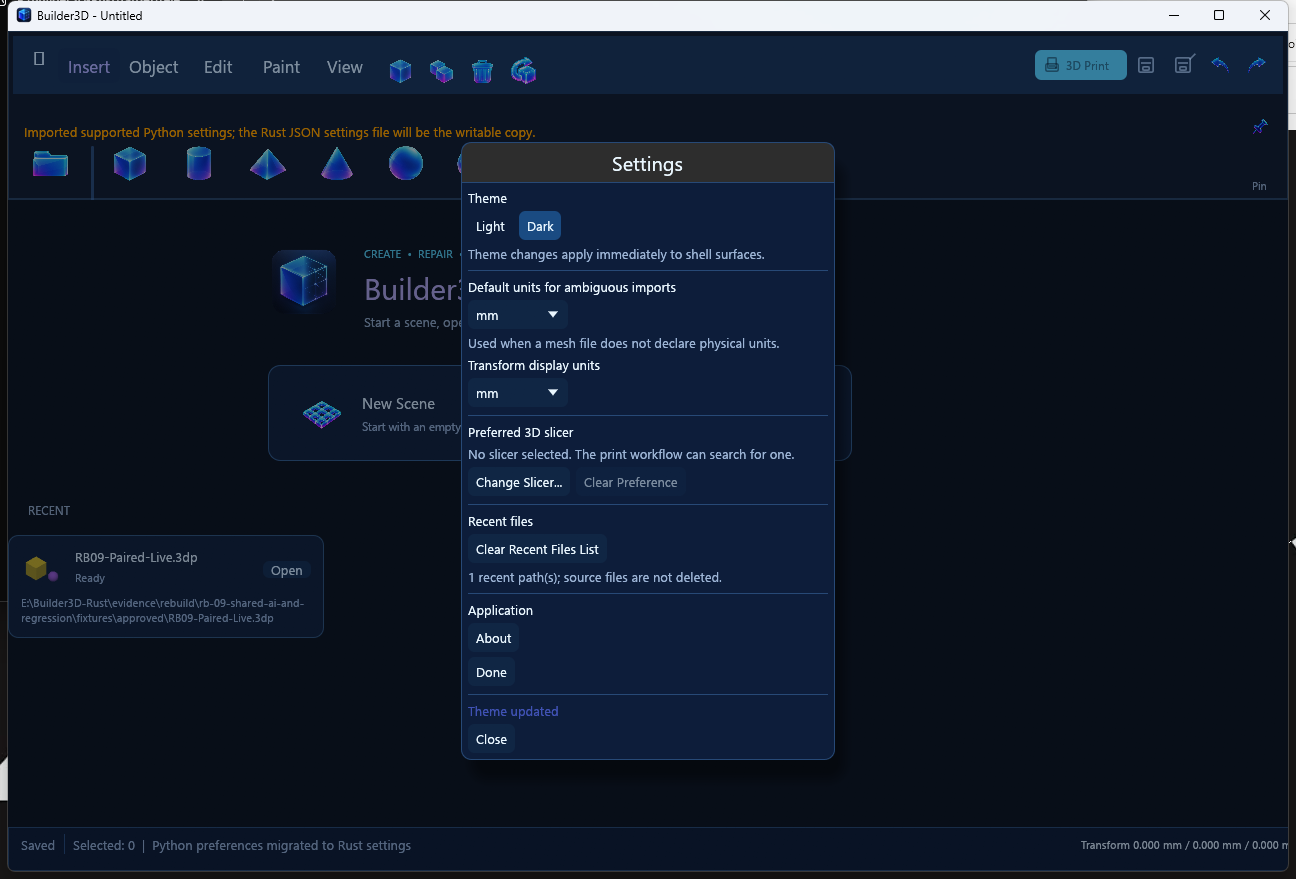 Builder3D - Untitled
Insert Object Edit Paint View
3D Print
Imported supported Python settings; the Rust JSON settings file will be the writable copy.
Pin
CREATE • REPAIR •
Builder3
Start a scene, ope
New Scene
Start with an empty
RECENT
RB09-Paired-Live.3dp
Ready
Open
E:\Builder3D-Rust\evidence\rebuild\rb-09-shared-ai-and-
regression\fixtures\approved\RB09-Paired-Live.3dp
Settings
Theme
Light Dark
Theme changes apply immediately to shell surfaces.
Default units for ambiguous imports
mm
Used when a mesh file does not declare physical units.
Transform display units
mm
Preferred 3D slicer
No slicer selected. The print workflow can search for one.
Change Slicer... Clear Preference
Recent files
Clear Recent Files List
1 recent path(s); source files are not deleted.
Application
About
Done
Theme updated
Close
Saved Selected: 0 | Python preferences migrated to Rust settings
Transform 0.000 mm / 0.000 mm / 0.000 m